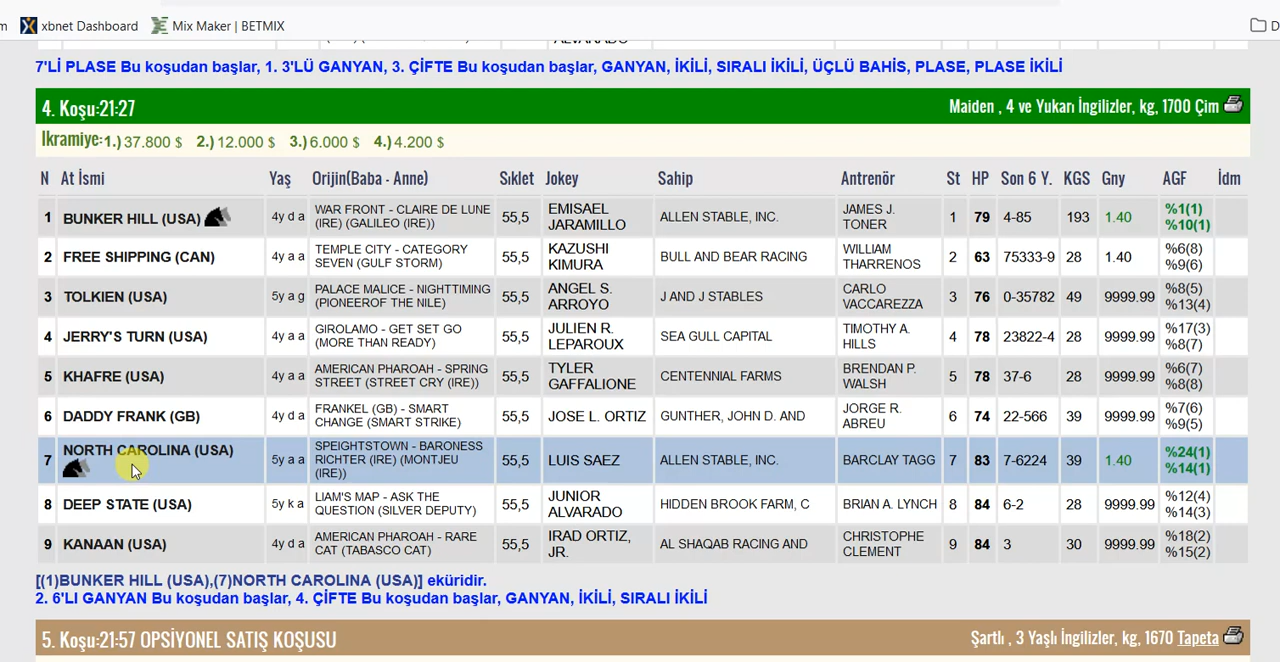 m xbnet Dashboard Mix Maker | BETMIX D
7'Lİ PLASE Bu koşudan başlar, 1. 3'LÜ GANYAN, 3. ÇİFTE Bu koşudan başlar, GANYAN, İKİLİ, SIRALI İKİLİ, ÜÇLÜ BAHİS, PLASE, PLASE İKİLİ
4. Koşu:21:27 Maiden , 4 ve Yukarı İngilizler, kg, 1700 Çim
Ikramiye:1.) 37.800 $ 2.) 12.000 $ 3.) 6.000 $ 4.) 4.200 $
N At İsmi Yaş Orijin(Baba - Anne) Sıklet Jokey Sahip Antrenör St HP Son 6 Y. KGS Gny AGF İdm
1 BUNKER HILL (USA) 4y d a WAR FRONT - CLAIRE DE LUNE (IRE) (GALILEO (IRE)) 55,5 EMISAEL JARAMILLO ALLEN STABLE, INC. JAMES J. TONER 1 79 4-85 193 1.40 %1(1) %10(1)
2 FREE SHIPPING (CAN) 4y a a TEMPLE CITY - CATEGORY SEVEN (GULF STORM) 55,5 KAZUSHI KIMURA BULL AND BEAR RACING WILLIAM THARRENOS 2 63 75333-9 28 1.40 %6(8) %9(6)
3 TOLKIEN (USA) 5y a g PALACE MALICE - NIGHTTIMING (PIONEEROF THE NILE) 55,5 ANGEL S. ARROYO J AND J STABLES CARLO VACCAREZZA 3 76 0-35782 49 9999.99 %8(5) %13(4)
4 JERRY'S TURN (USA) 4y a a GIROLAMO - GET SET GO (MORE THAN READY) 55,5 JULIEN R. LEPAROUX SEA GULL CAPITAL TIMOTHY A. HILLS 4 78 23822-4 28 9999.99 %17(3) %8(7)
5 KHAFRE (USA) 4y a a AMERICAN PHAROAH - SPRING STREET (STREET CRY (IRE)) 55,5 TYLER GAFFALIONE CENTENNIAL FARMS BRENDAN P. WALSH 5 78 37-6 28 9999.99 %6(7) %8(8)
6 DADDY FRANK (GB) 4y d a FRANKEL (GB) - SMART CHANGE (SMART STRIKE) 55,5 JOSE L. ORTIZ GUNTHER, JOHN D. AND JORGE R. ABREU 6 74 22-566 39 9999.99 %7(6) %9(5)
7 NORTH CAROLINA (USA) 5y a a SPEIGHTSTOWN - BARONESS RICHTER (IRE) (MONTJEU (IRE)) 55,5 LUIS SAEZ ALLEN STABLE, INC. BARCLAY TAGG 7 83 7-6224 39 1.40 %24(1) %14(1)
8 DEEP STATE (USA) 5y k a LIAM'S MAP - ASK THE QUESTION (SILVER DEPUTY) 55,5 JUNIOR ALVARADO HIDDEN BROOK FARM, C BRIAN A. LYNCH 8 84 6-2 28 9999.99 %12(4) %14(3)
9 KANAAN (USA) 4y d a AMERICAN PHAROAH - RARE CAT (TABASCO CAT) 55,5 IRAD ORTIZ, JR. AL SHAQAB RACING AND CHRISTOPHE CLEMENT 9 84 3 30 9999.99 %18(2) %15(2)
[(1)BUNKER HILL (USA),(7)NORTH CAROLINA (USA)] eküridir.
2. 6'LI GANYAN Bu koşudan başlar, 4. ÇİFTE Bu koşudan başlar, GANYAN, İKİLİ, SIRALI İKİLİ
5. Koşu:21:57 OPSİYONEL SATIŞ KOŞUSU Şartlı , 3 Yaşlı İngilizler, kg, 1670 Tapeta